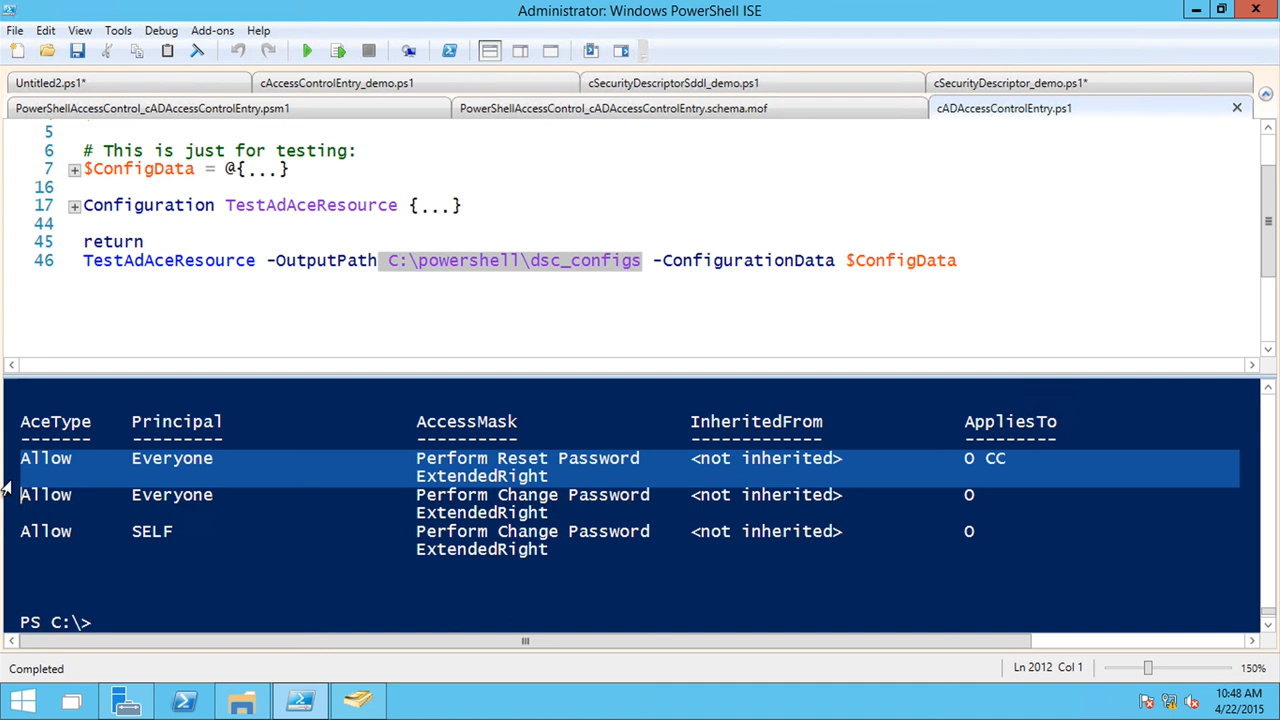 Administrator: Windows PowerShell ISE
File Edit View Tools Debug Add-ons Help
Untitled2.ps1* cAccessControlEntry_demo.ps1 cSecurityDescriptorSddl_demo.ps1 cSecurityDescriptor_demo.ps1*
PowerShellAccessControl_cADAccessControlEntry.psm1 PowerShellAccessControl_cADAccessControlEntry.schema.mof cADAccessControlEntry.ps1
5
6 # This is just for testing:
7 $ConfigData = @{...}
16
17 Configuration TestAdAceResource {...}
44
45 return
46 TestAdAceResource -OutputPath C:\powershell\dsc_configs -ConfigurationData $ConfigData
AceType Principal AccessMask InheritedFrom AppliesTo
------- --------- ---------- ------------- ---------
Allow Everyone Perform Reset Password <not inherited> O CC
ExtendedRight
Allow Everyone Perform Change Password <not inherited> O
ExtendedRight
Allow SELF Perform Change Password <not inherited> O
ExtendedRight
PS C:\>
Completed Ln 2012 Col 1 150%
10:48 AM
4/22/2015